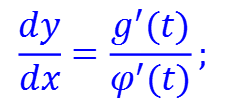 dy/dx = g′(t)/φ′(t) ;